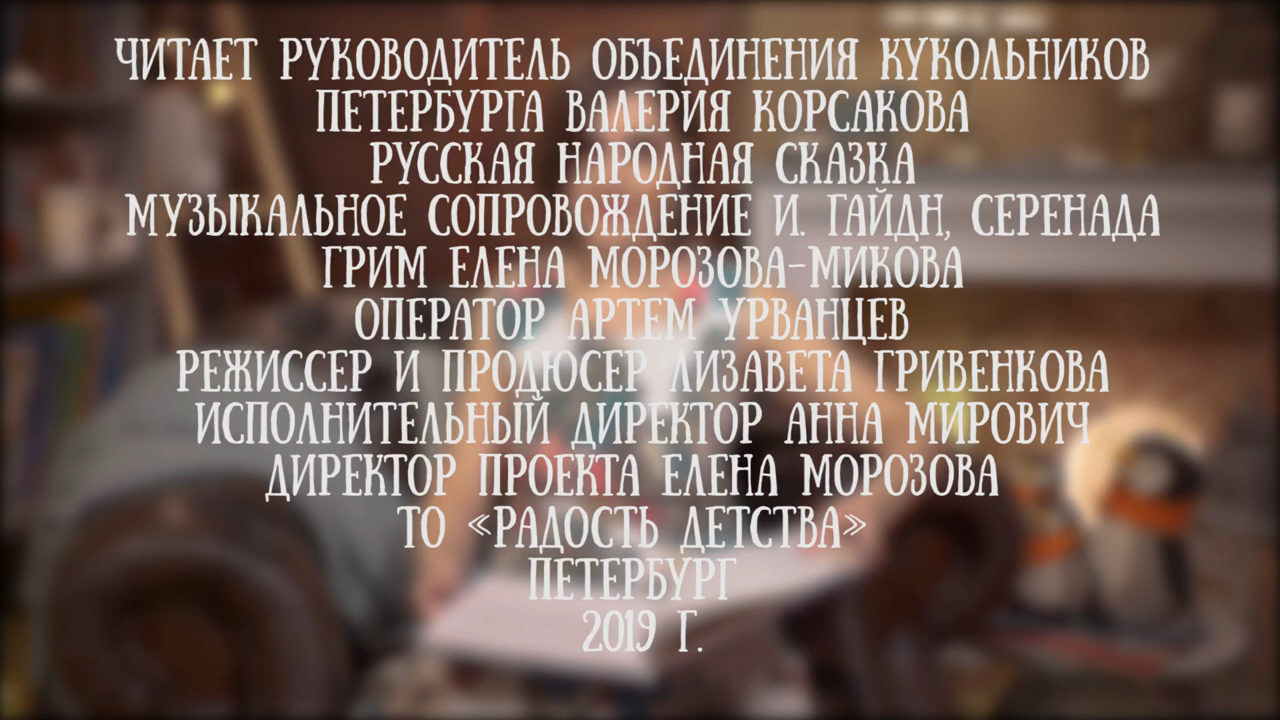 ЧИТАЕТ РУКОВОДИТЕЛЬ ОБЪЕДИНЕНИЯ КУКОЛЬНИКОВ
ПЕТЕРБУРГА ВАЛЕРИЯ КОРСАКОВА
РУССКАЯ НАРОДНАЯ СКАЗКА
МУЗЫКАЛЬНОЕ СОПРОВОЖДЕНИЕ И. ГАЙДН, СЕРЕНАДА
ГРИМ ЕЛЕНА МОРОЗОВА-МИКОВА
ОПЕРАТОР АРТЕМ УРВАНЦЕВ
РЕЖИССЕР И ПРОДЮСЕР ЛИЗАВЕТА ГРИВЕНКОВА
ИСПОЛНИТЕЛЬНЫЙ ДИРЕКТОР АННА МИРОВИЧ
ДИРЕКТОР ПРОЕКТА ЕЛЕНА МОРОЗОВА
ТО «РАДОСТЬ ДЕТСТВА»
ПЕТЕРБУРГ
2019 Г.